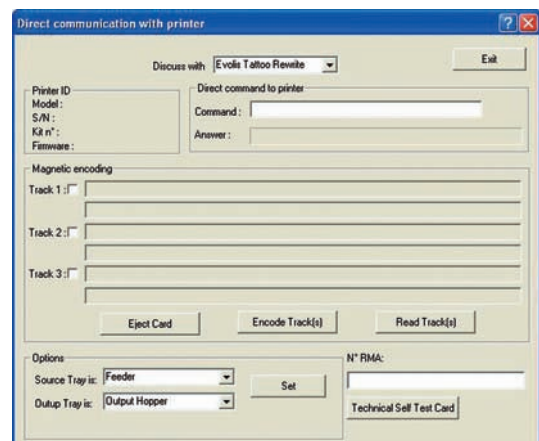 Direct communication with printer
Discuss with Evolis Tattoo Rewrite
Exit
Printer ID
Model :
S/N :
Kit n° :
Firmware :
Direct command to printer
Command :
Answer :
Magnetic encoding
Track 1 :
Track 2 :
Track 3 :
Eject Card
Encode Track(s)
Read Track(s)
Options
Source Tray is: Feeder
Outup Tray is: Output Hopper
Set
N° RMA:
Technical Self Test Card